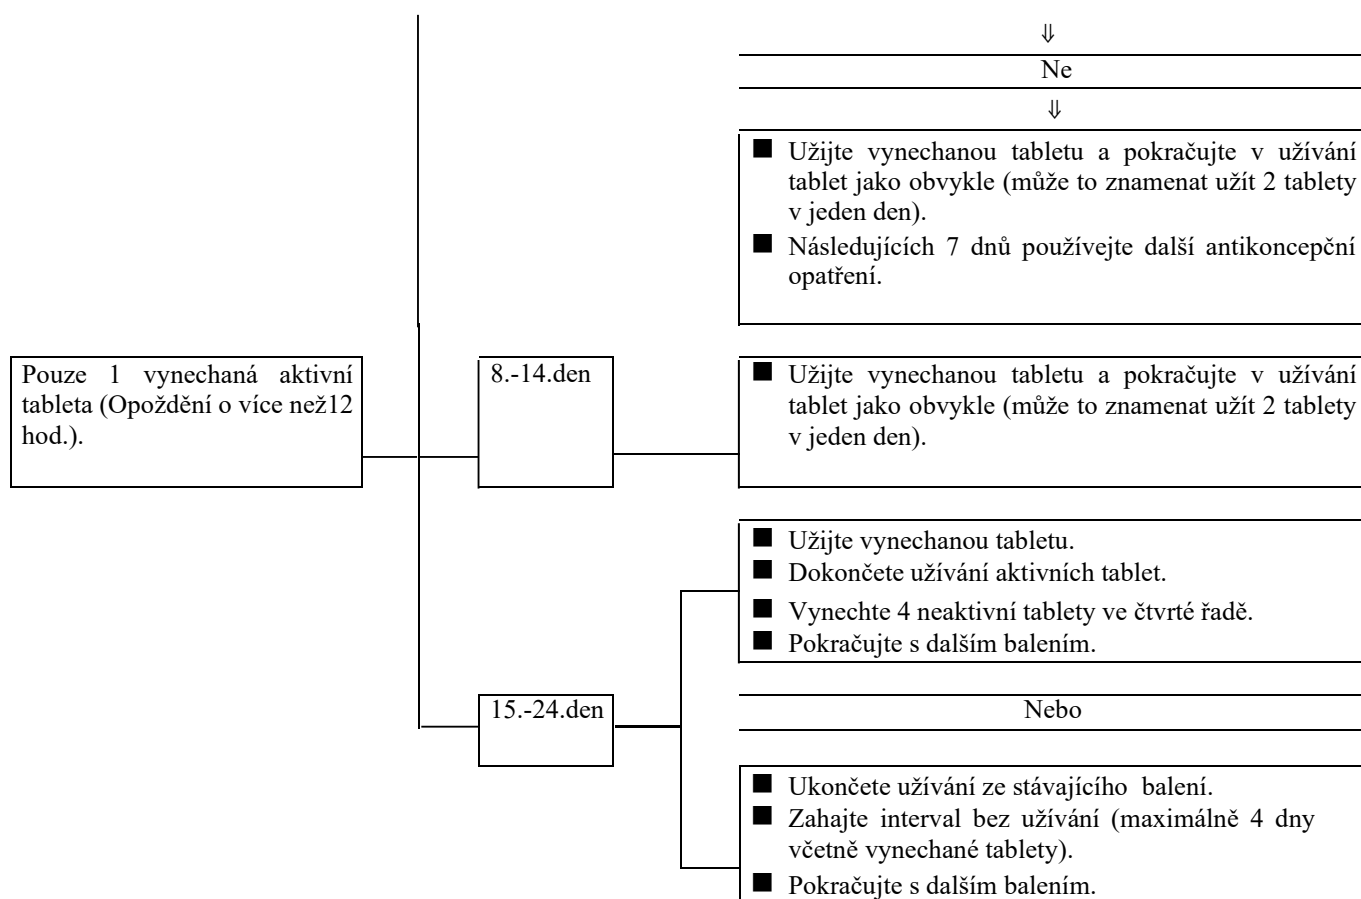 ⇓
Ne
⇓
■ Užijte vynechanou tabletu a pokračujte v užívání
tablet jako obvykle (může to znamenat užít 2 tablety
v jeden den).
■ Následujících 7 dnů používejte další antikoncepční
opatření.
Pouze 1 vynechaná aktivní
tableta (Opoždění o více než12
hod.).
8.-14.den
■ Užijte vynechanou tabletu a pokračujte v užívání
tablet jako obvykle (může to znamenat užít 2 tablety
v jeden den).
■ Užijte vynechanou tabletu.
■ Dokončete užívání aktivních tablet.
■ Vynechte 4 neaktivní tablety ve čtvrté řadě.
■ Pokračujte s dalším balením.
15.-24.den
Nebo
■ Ukončete užívání ze stávajícího balení.
■ Zahajte interval bez užívání (maximálně 4 dny
včetně vynechané tablety).
■ Pokračujte s dalším balením.